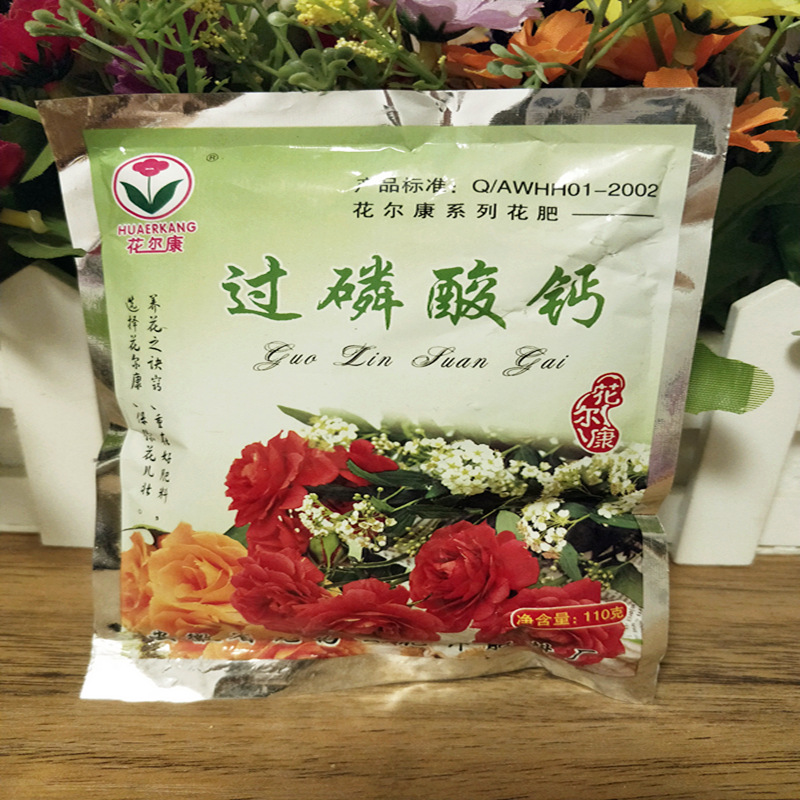 ®
HUAERKANG
花尔康
产品标准：Q/AWHH01-2002
花尔康系列花肥
过磷酸钙
Guo Lin Suan Gai
养花之诀窍、重在好肥料
选择花尔康、保你花儿壮。
花尔康
净含量：110克